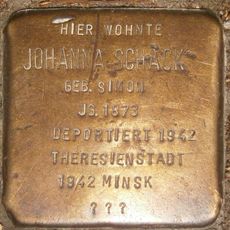 HIER WOHNTE
JOHANNA SCHACK
GEB. SIMON
JG. 1873
DEPORTIERT 1942
THERESIENSTADT
1942 MINSK
? ? ?